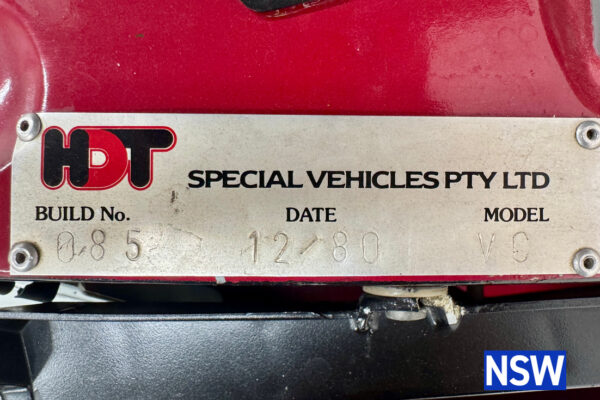 HDT SPECIAL VEHICLES PTY LTD
BUILD No. DATE MODEL
085 12/80 VC
NSW